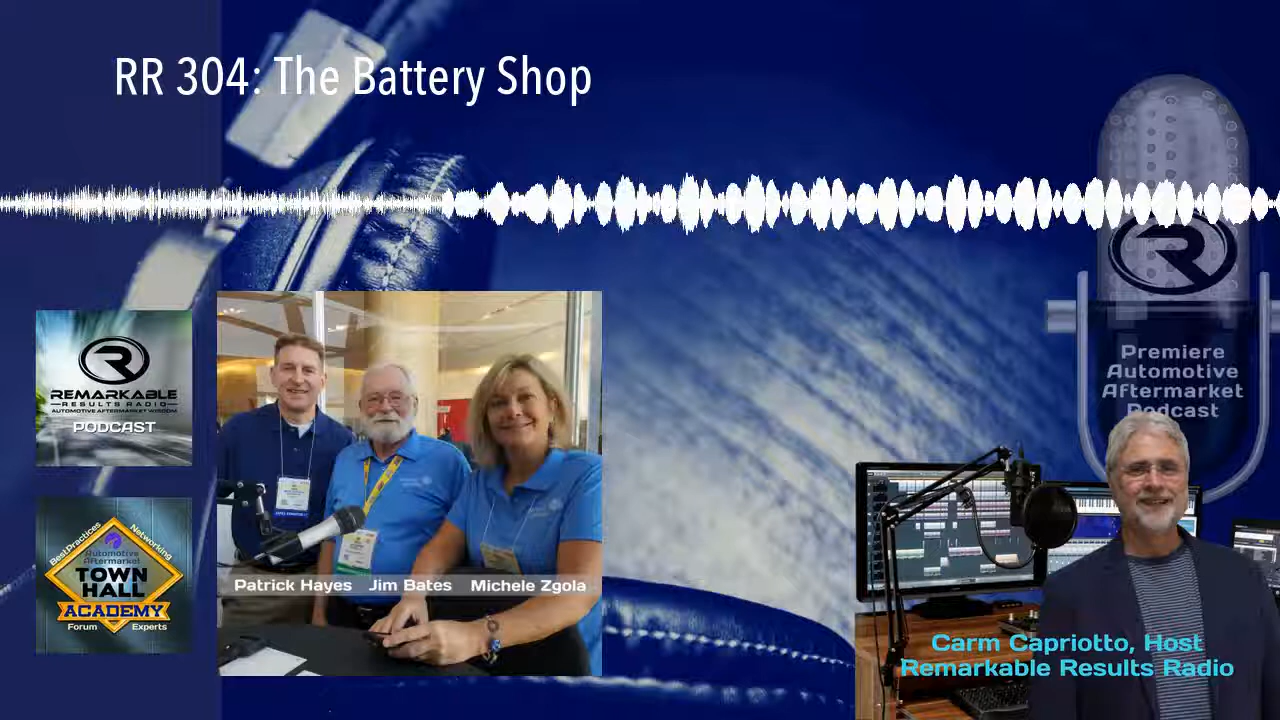 RR 304: The Battery Shop
Premiere
Automotive
Aftermarket
Podcast
REMARKABLE
RESULTS RADIO
AUTOMOTIVE AFTERMARKET WISDOM
PODCAST
Best Practices
Networking
Automotive
Aftermarket
TOWN
HALL
ACADEMY
Forum Experts
Patrick Hayes Jim Bates Michele Zgola
Carm Capriotto, Host
Remarkable Results Radio